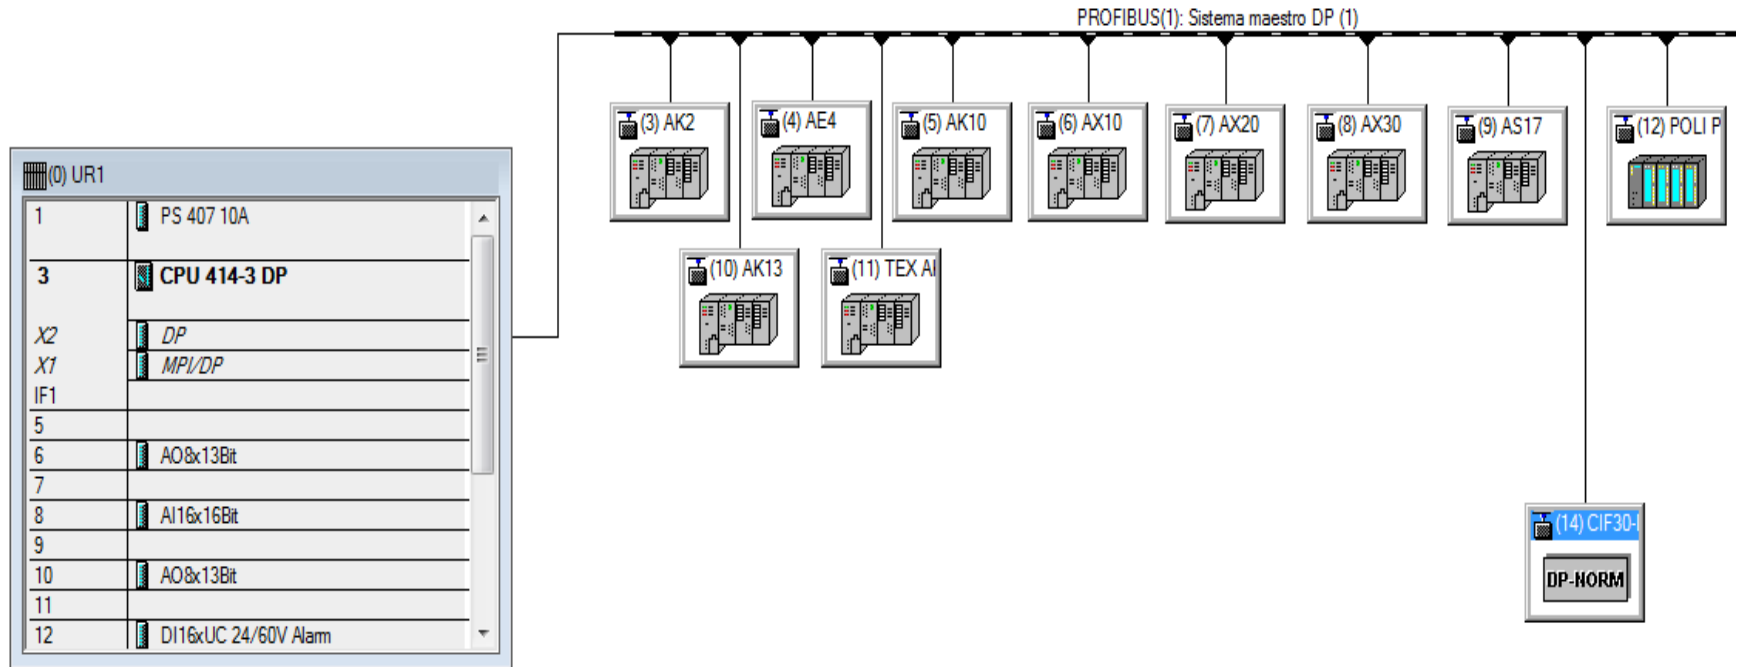 PROFIBUS(1): Sistema maestro DP (1)
(3) AK2
(4) AE4
(5) AK10
(6) AX10
(7) AX20
(8) AX30
(9) AS17
(12) POLI P
(10) AK13
(11) TEX
(14) CIF30-
DP-NORM
(0) UR1
1 PS 407 10A
3 CPU 414-3 DP
X2 DP
X1 MPI/DP
IF1
5
6 AO8x13Bit
7
8 AI16x16Bit
9
10 AO8x13Bit
11
12 DI16xUC 24/60V Alarm